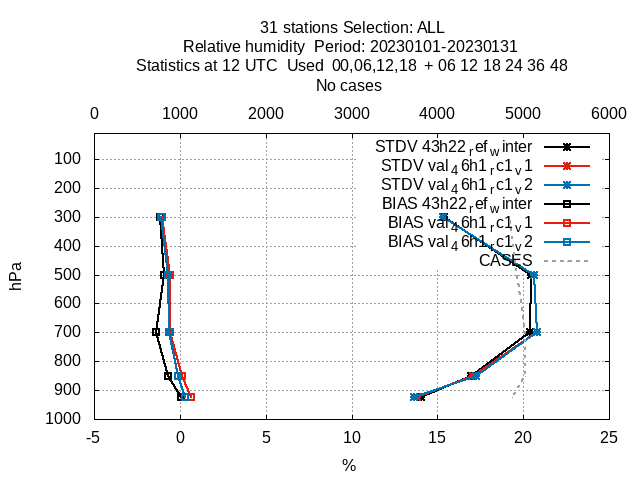 31 stations Selection: ALL
Relative humidity  Period: 20230101-20230131
Statistics at 12 UTC  Used  00,06,12,18  + 06 12 18 24 36 48
No cases
0 1000 2000 3000 4000 5000 6000
STDV 43h22_ref_winter
STDV val_46h1_rc1_v1
STDV val_46h1_rc1_v2
BIAS 43h22_ref_winter
BIAS val_46h1_rc1_v1
BIAS val_46h1_rc1_v2
CASES
100
200
300
400
500
600
700
800
900
1000
hPa
-5 0 5 10 15 20 25
%